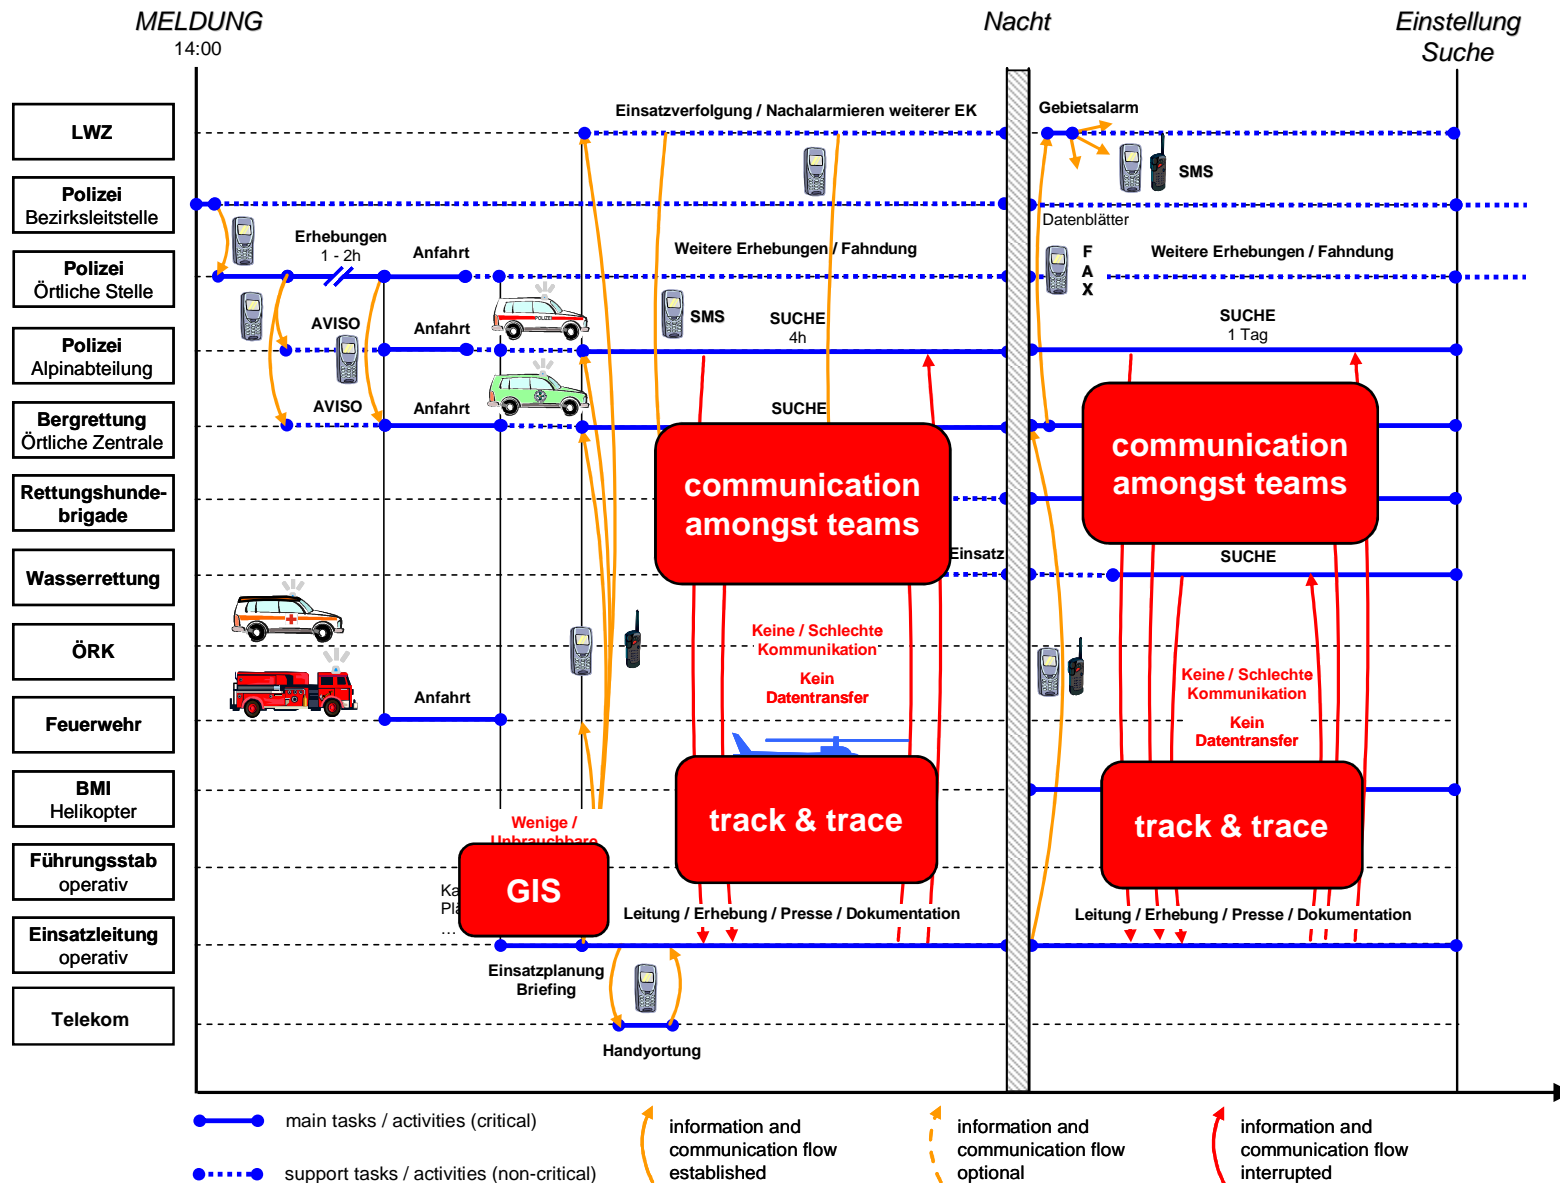 MELDUNG
14:00
Nacht
Einstellung
Suche
LWZ
Einsatzverfolgung / Nachalarmieren weiterer EK
Gebietsalarm
SMS
Polizei
Bezirksleitstelle
Datenblätter
Erhebungen
1 - 2h
Anfahrt
Weitere Erhebungen / Fahndung
F
A
X
Weitere Erhebungen / Fahndung
Polizei
Örtliche Stelle
POLIZEI
SMS
AVISO
Anfahrt
SUCHE
4h
SUCHE
1 Tag
Polizei
Alpinabteilung
AVISO
Anfahrt
SUCHE
Bergrettung
Örtliche Zentrale
communication
amongst teams
communication
amongst teams
Rettungshunde-
brigade
Einsatz
SUCHE
Wasserrettung
ÖRK
Keine / Schlechte
Kommunikation
Kein
Datentransfer
Keine / Schlechte
Kommunikation
Kein
Datentransfer
Anfahrt
Feuerwehr
BMI
Helikopter
Wenige /
Unbrauchbare
track & trace
track & trace
Führungsstab
operativ
GIS
Ka
Plä
...
Leitung / Erhebung / Presse / Dokumentation
Leitung / Erhebung / Presse / Dokumentation
Einsatzleitung
operativ
Einsatzplanung
Briefing
Telekom
Handyortung
main tasks / activities (critical)
support tasks / activities (non-critical)
information and
communication flow
established
information and
communication flow
optional
information and
communication flow
interrupted